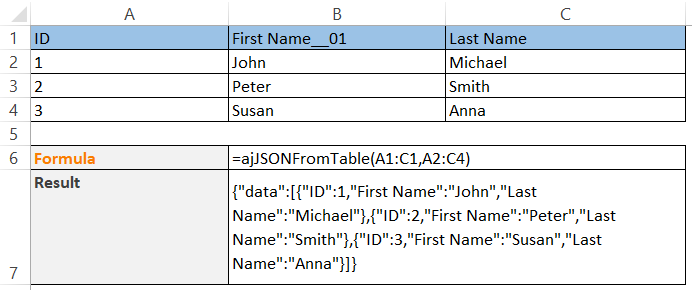 A B C
1 ID First Name__01 Last Name
2 1 John Michael
3 2 Peter Smith
4 3 Susan Anna
5
6 Formula =ajJSONFromTable(A1:C1,A2:C4)
Result {"data":[{"ID":1,"First Name":"John","Last
Name":"Michael"},{"ID":2,"First Name":"Peter","Last
Name":"Smith"},{"ID":3,"First Name":"Susan","Last
7 Name":"Anna"}]}